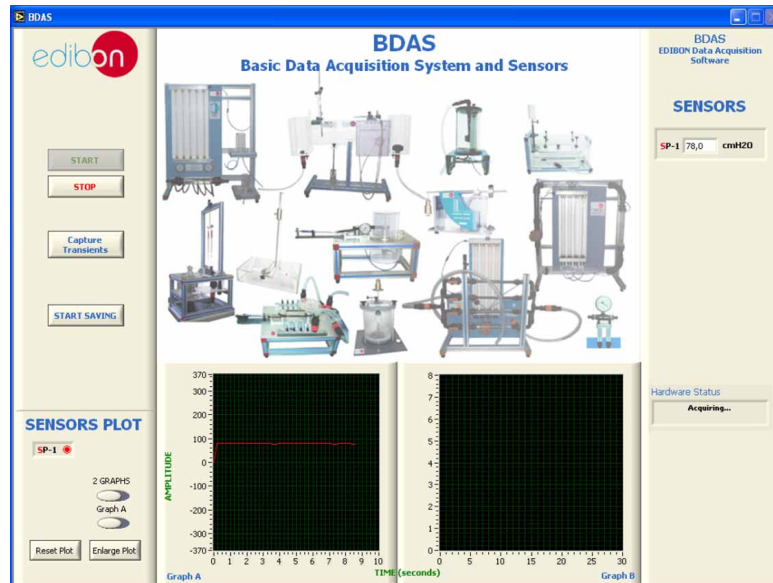 BDAS
edibon
START
STOP
Capture
Transients
START SAVING
BDAS
Basic Data Acquisition System and Sensors
BDAS
EDIBON Data Acquisition
Software
SENSORS
SP-1 78,0 cmH2O
Hardware Status
Acquiring...
SENSORS PLOT
SP-1
2 GRAPHS
Graph A
Reset Plot
Enlarge Plot
AMPLITUDE
370
300
200
100
0
-100
-200
-300
-370
0 1 2 3 4 5 6 7 8 9 10
Graph A
TIME (seconds)
8
7
6
5
4
3
2
1
0
0 5 10 15 20 25 30
Graph B